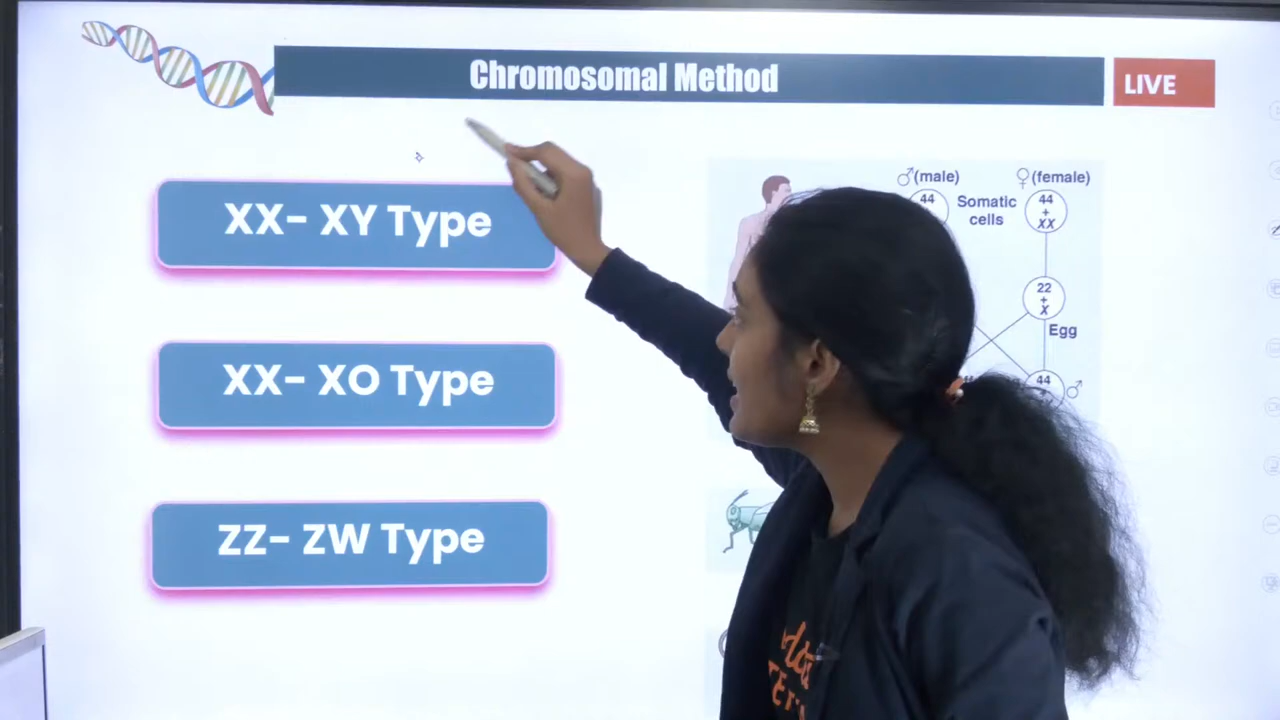 Chromosomal Method
LIVE
XX- XY Type
XX- XO Type
ZZ- ZW Type
♂(male)
♀(female)
44
Somatic
cells
44
+
XX
22
+
X
Egg
44
♂